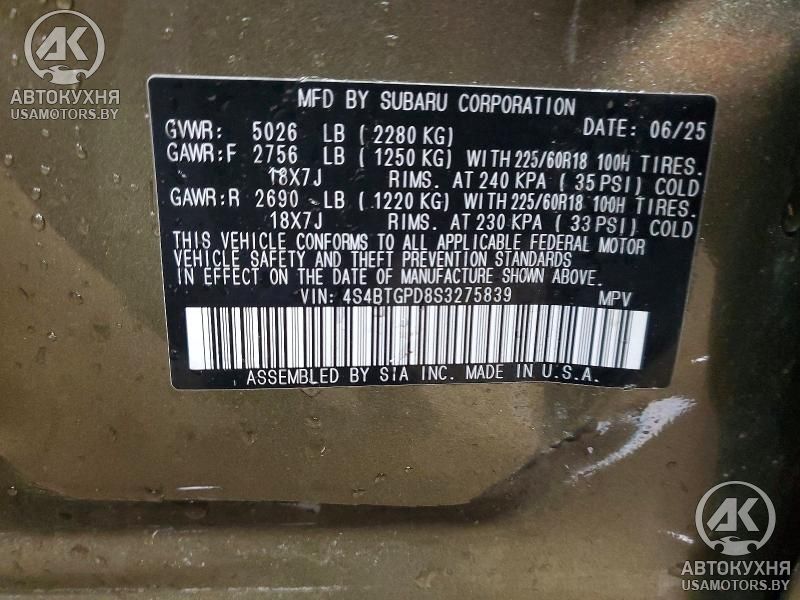 AK
АВТОКУХНЯ
USAMOTORS.BY
MFD BY SUBARU CORPORATION
GVWR: 5026 LB (2280 KG) DATE: 06/25
GAWR:F 2756 LB (1250 KG) WITH 225/60R18 100H TIRES.
18X7J RIMS. AT 240 KPA (35 PSI) COLD
GAWR:R 2690 LB (1220 KG) WITH 225/60R18 100H TIRES.
18X7J RIMS. AT 230 KPA (33 PSI) COLD
THIS VEHICLE CONFORMS TO ALL APPLICABLE FEDERAL MOTOR
VEHICLE SAFETY AND THEFT PREVENTION STANDARDS
IN EFFECT ON THE DATE OF MANUFACTURE SHOWN ABOVE.
VIN: 4S4BTGPD8S3275839 MPV
ASSEMBLED BY SIA INC. MADE IN U.S.A.
AK
АВТОКУХНЯ
USAMOTORS.BY